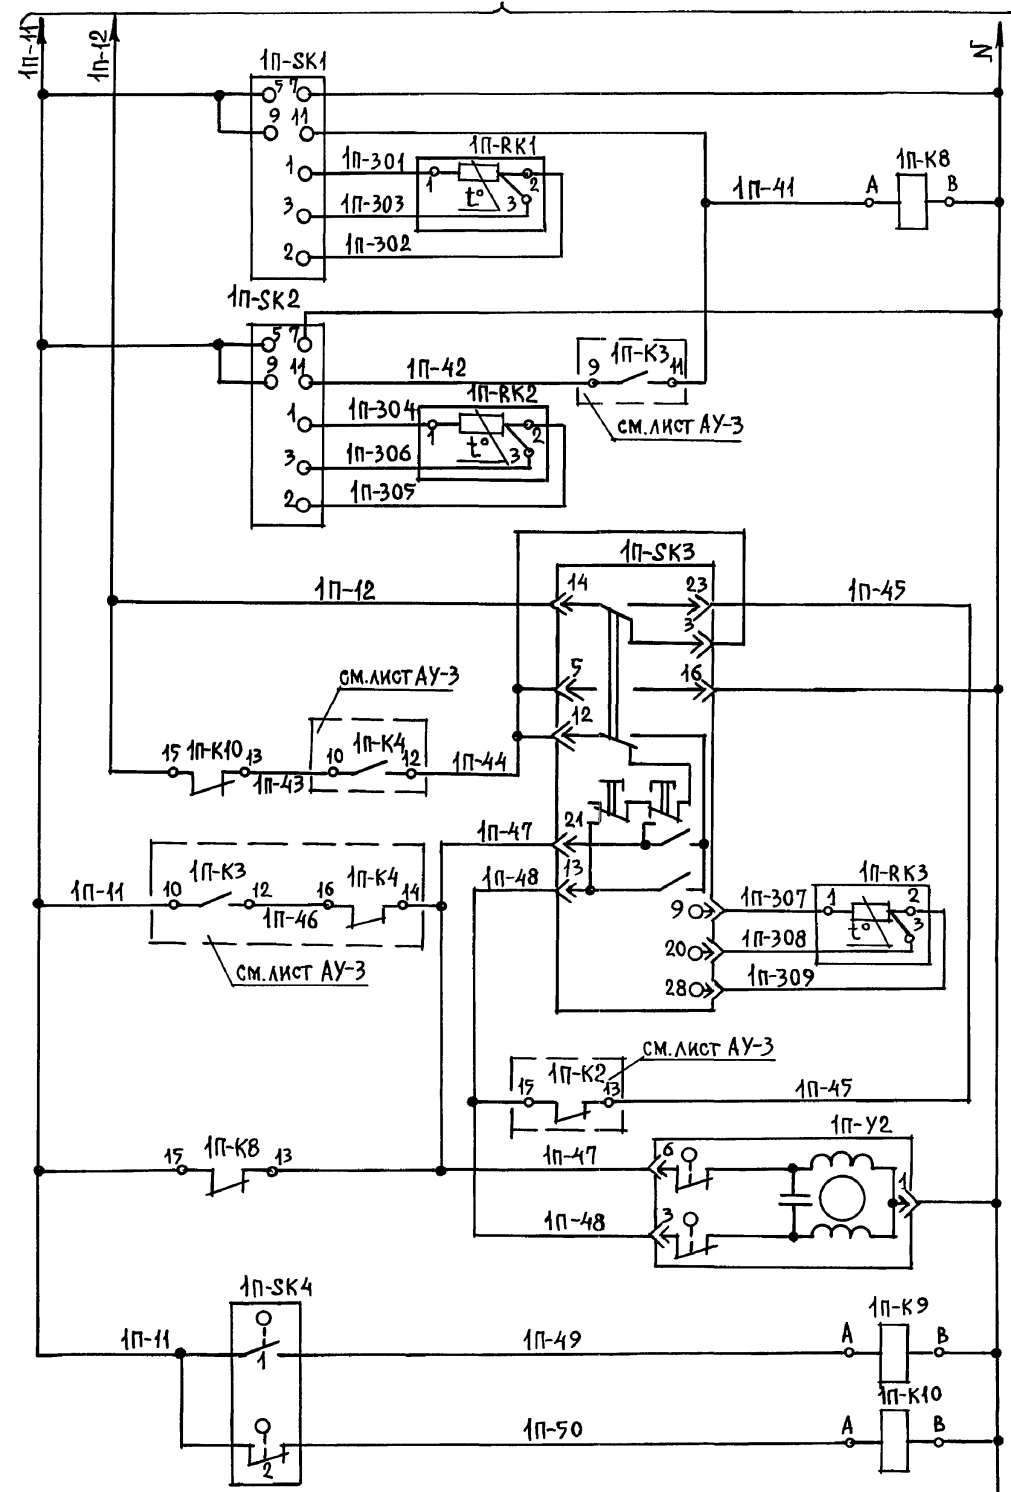 1П-11
1П-12
N
1П-SK1
5 7
9 11
1 1П-301
1П-RK1
1 2
t°
3
3 1П-303
2 1П-302
1П-K8
1П-41 A B
1П-SK2
5 7
9 11
1П-42
1П-K3
9 11
см.лист АУ-3
1 1П-304
1П-RK2
1 2
t°
3
3 1П-306
2 1П-305
1П-SK3
1П-12
14 23
1П-45
3
5 16
12
см.лист АУ-3
15 1П-K10 13
1П-43
10 1П-K4 12
1П-44
1П-47 21
1П-48 13
1П-11
10 1П-K3 12
1П-46
16 1П-K4 14
см.лист АУ-3
9 1П-307
1П-RK3
1 2
t°
3
20 1П-308
28 1П-309
см.лист АУ-3
15 1П-K2 13
1П-45
1П-Y2
15 1П-K8 13
1П-47 6
1
1П-48 3
1П-SK4
1П-11
1
1П-49
1П-K9
A B
2
1П-50
1П-K10
A B